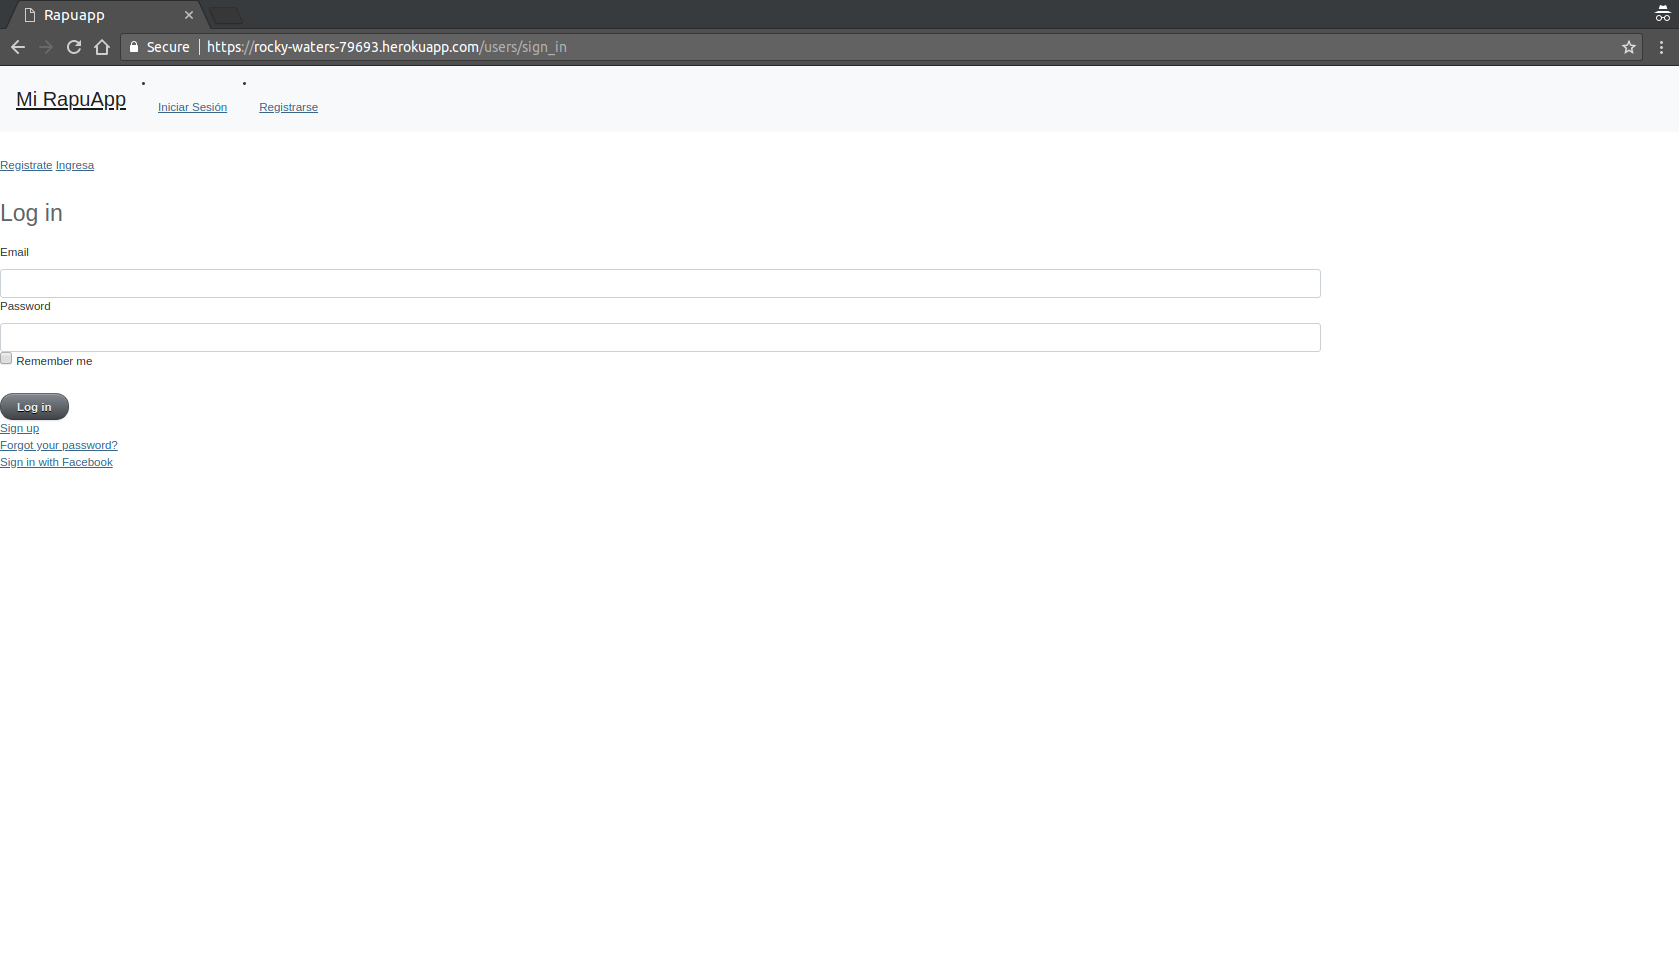 Rapuapp
Secure https://rocky-waters-79693.herokuapp.com/users/sign_in
Mi RapuApp
Iniciar Sesión
Registrarse
Registrate Ingresa
Log in
Email
Password
Remember me
Log in
Sign up
Forgot your password?
Sign in with Facebook